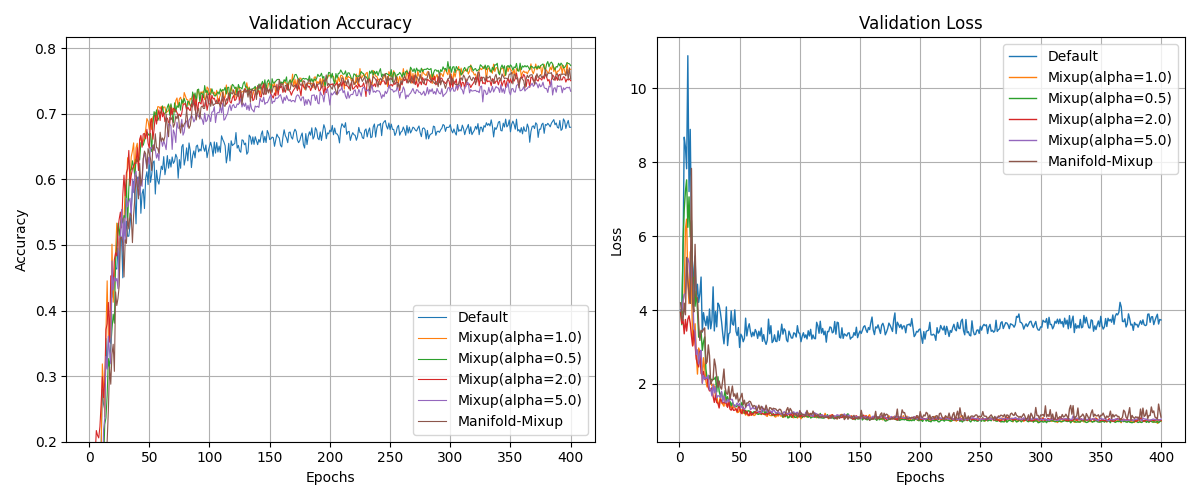 Validation Accuracy
Accuracy
0.8
0.7
0.6
0.5
0.4
0.3
0.2
0 50 100 150 200 250 300 350 400
Epochs
Default
Mixup(alpha=1.0)
Mixup(alpha=0.5)
Mixup(alpha=2.0)
Mixup(alpha=5.0)
Manifold-Mixup
Validation Loss
Loss
10
8
6
4
2
0 50 100 150 200 250 300 350 400
Epochs
Default
Mixup(alpha=1.0)
Mixup(alpha=0.5)
Mixup(alpha=2.0)
Mixup(alpha=5.0)
Manifold-Mixup